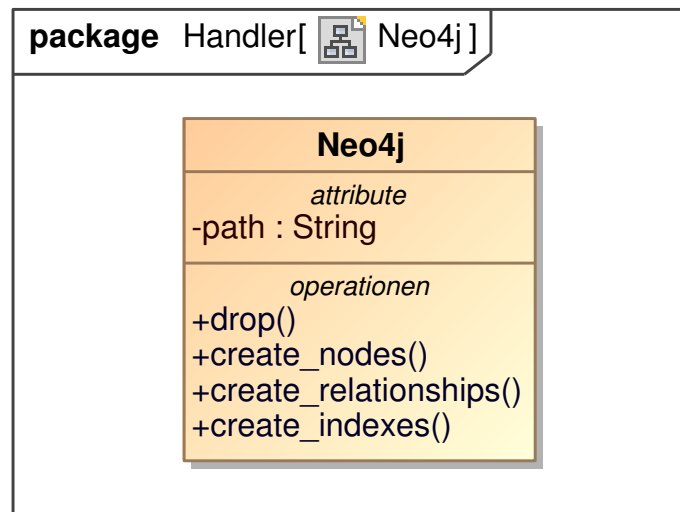 package Handler[ Neo4j ]
Neo4j
attribute
-path : String
operationen
+drop()
+create_nodes()
+create_relationships()
+create_indexes()